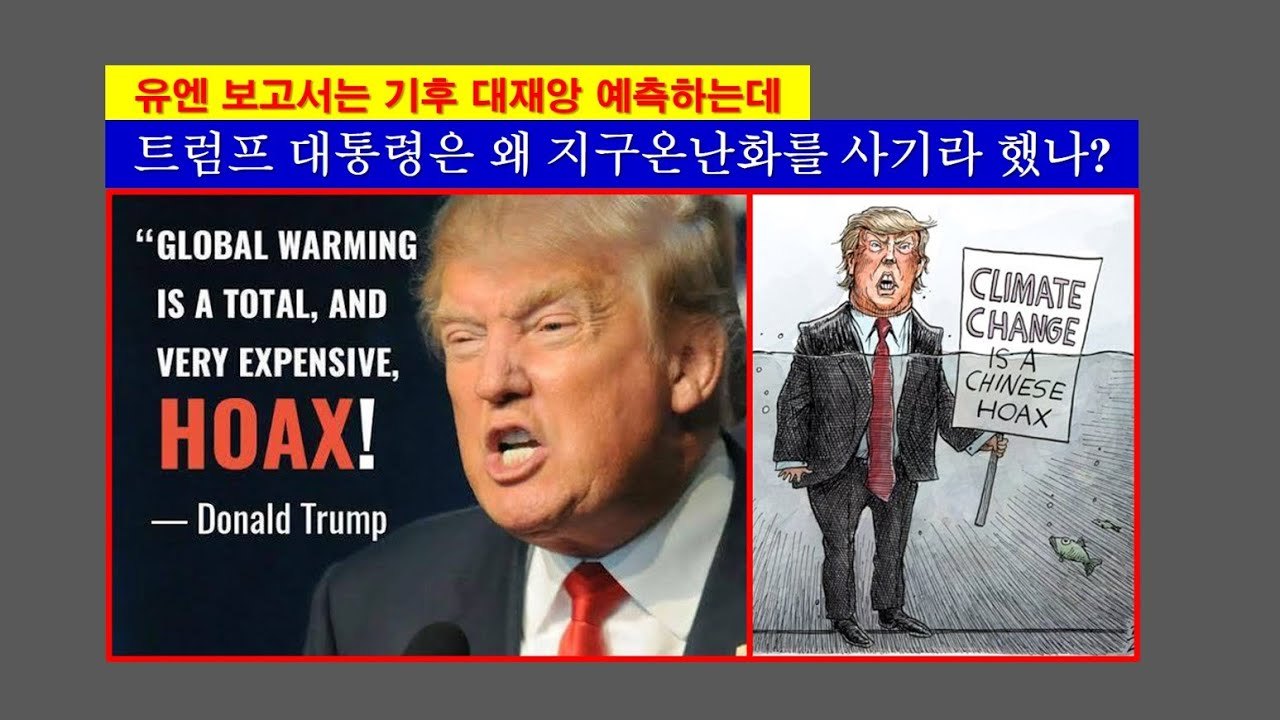 유엔 보고서는 기후 대재앙 예측하는데
트럼프 대통령은 왜 지구온난화를 사기라 했나?
“GLOBAL WARMING
IS A TOTAL, AND
VERY EXPENSIVE,
HOAX!
— Donald Trump
CLIMATE
CHANGE
IS A
CHINESE
HOAX